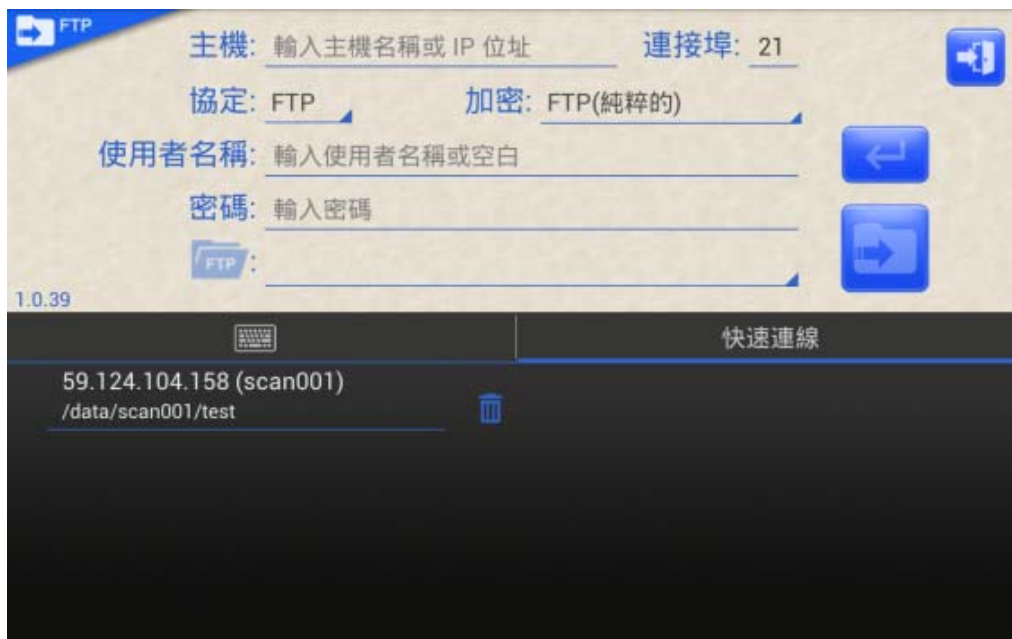 FTP
主機: 輸入主機名稱或 IP 位址 連接埠: 21
協定: FTP 加密: FTP(純粹的)
使用者名稱: 輸入使用者名稱或空白
密碼: 輸入密碼
FTP :
1.0.39
快速連線
59.124.104.158 (scan001)
/data/scan001/test